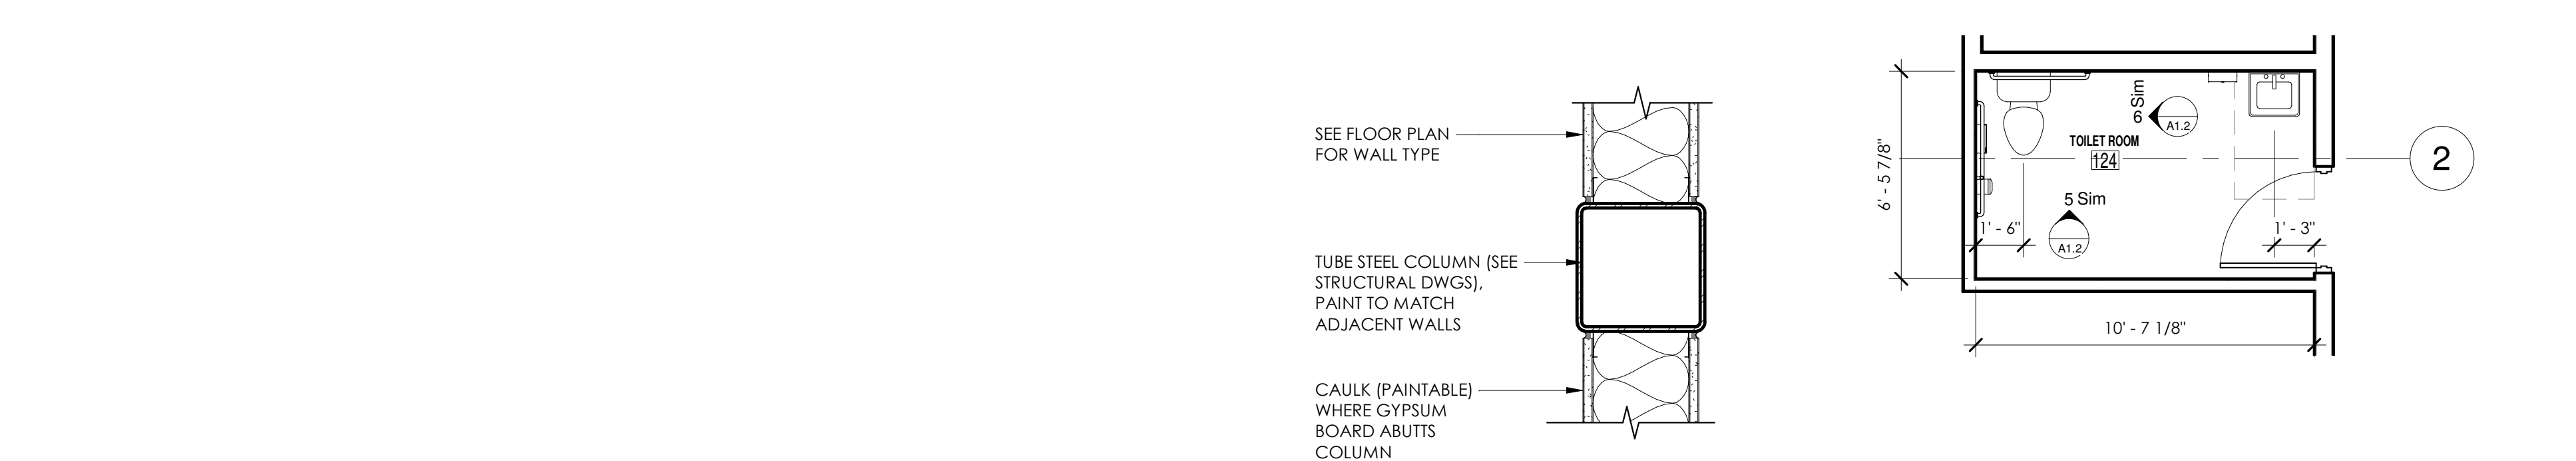 SEE FLOOR PLAN
FOR WALL TYPE
TUBE STEEL COLUMN (SEE
STRUCTURAL DWGS),
PAINT TO MATCH
ADJACENT WALLS
CAULK (PAINTABLE)
WHERE GYPSUM
BOARD ABUTTS
COLUMN
6 Sim
A1.2
TOILET ROOM
124
2
6' - 5 7/8"
5 Sim
A1.2
1' - 6"
1' - 3"
10' - 7 1/8"